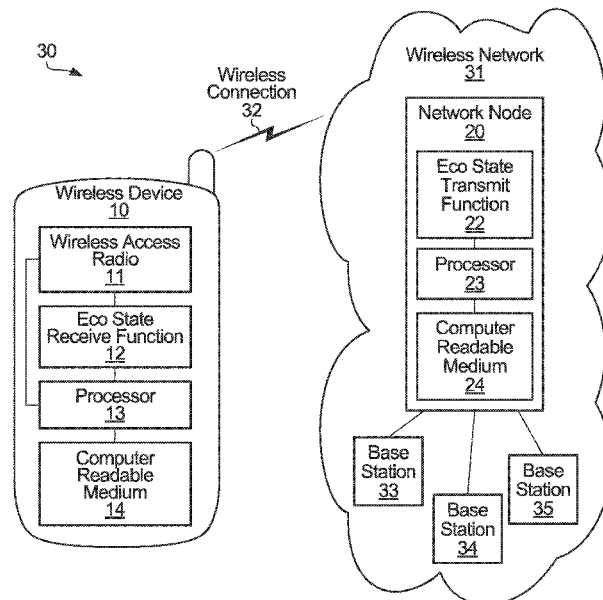 30
Wireless
Connection
32
Wireless Network
31
Network Node
20
Eco State
Transmit
Function
22
Processor
23
Computer
Readable
Medium
24
Wireless Device
10
Wireless Access
Radio
11
Eco State
Receive Function
12
Processor
13
Computer
Readable
Medium
14
Base
Station
33
Base
Station
34
Base
Station
35